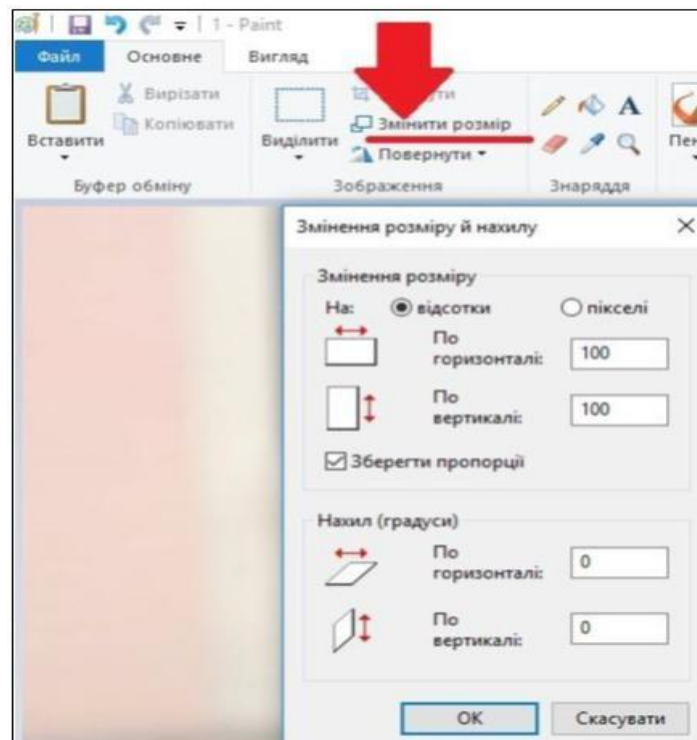 1 - Paint
Файл Основне Вигляд
Вирізати
Копіювати
Вставити
Буфер обміну
Виділити
Змінити розмір
Повернути
Зображення
A
Знаряддя
Змінення розміру й нахилу
Змінення розміру
На: відсотки пікселі
По
горизонталі: 100
По
вертикалі: 100
Зберегти пропорції
Нахил (градуси)
По
горизонталі: 0
По
вертикалі: 0
ОК Скасувати